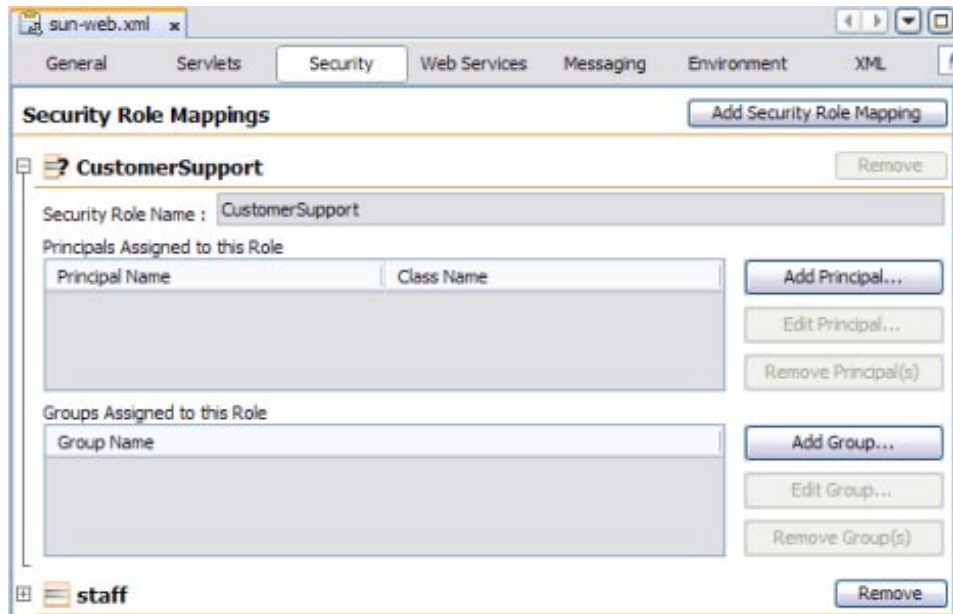 sun-web.xml x
General Servlets Security Web Services Messaging Environment XML
Security Role Mappings Add Security Role Mapping
? CustomerSupport Remove
Security Role Name : CustomerSupport
Principals Assigned to this Role
Principal Name Class Name Add Principal...
Edit Principal...
Remove Principal(s)
Groups Assigned to this Role
Group Name Add Group...
Edit Group...
Remove Group(s)
staff Remove